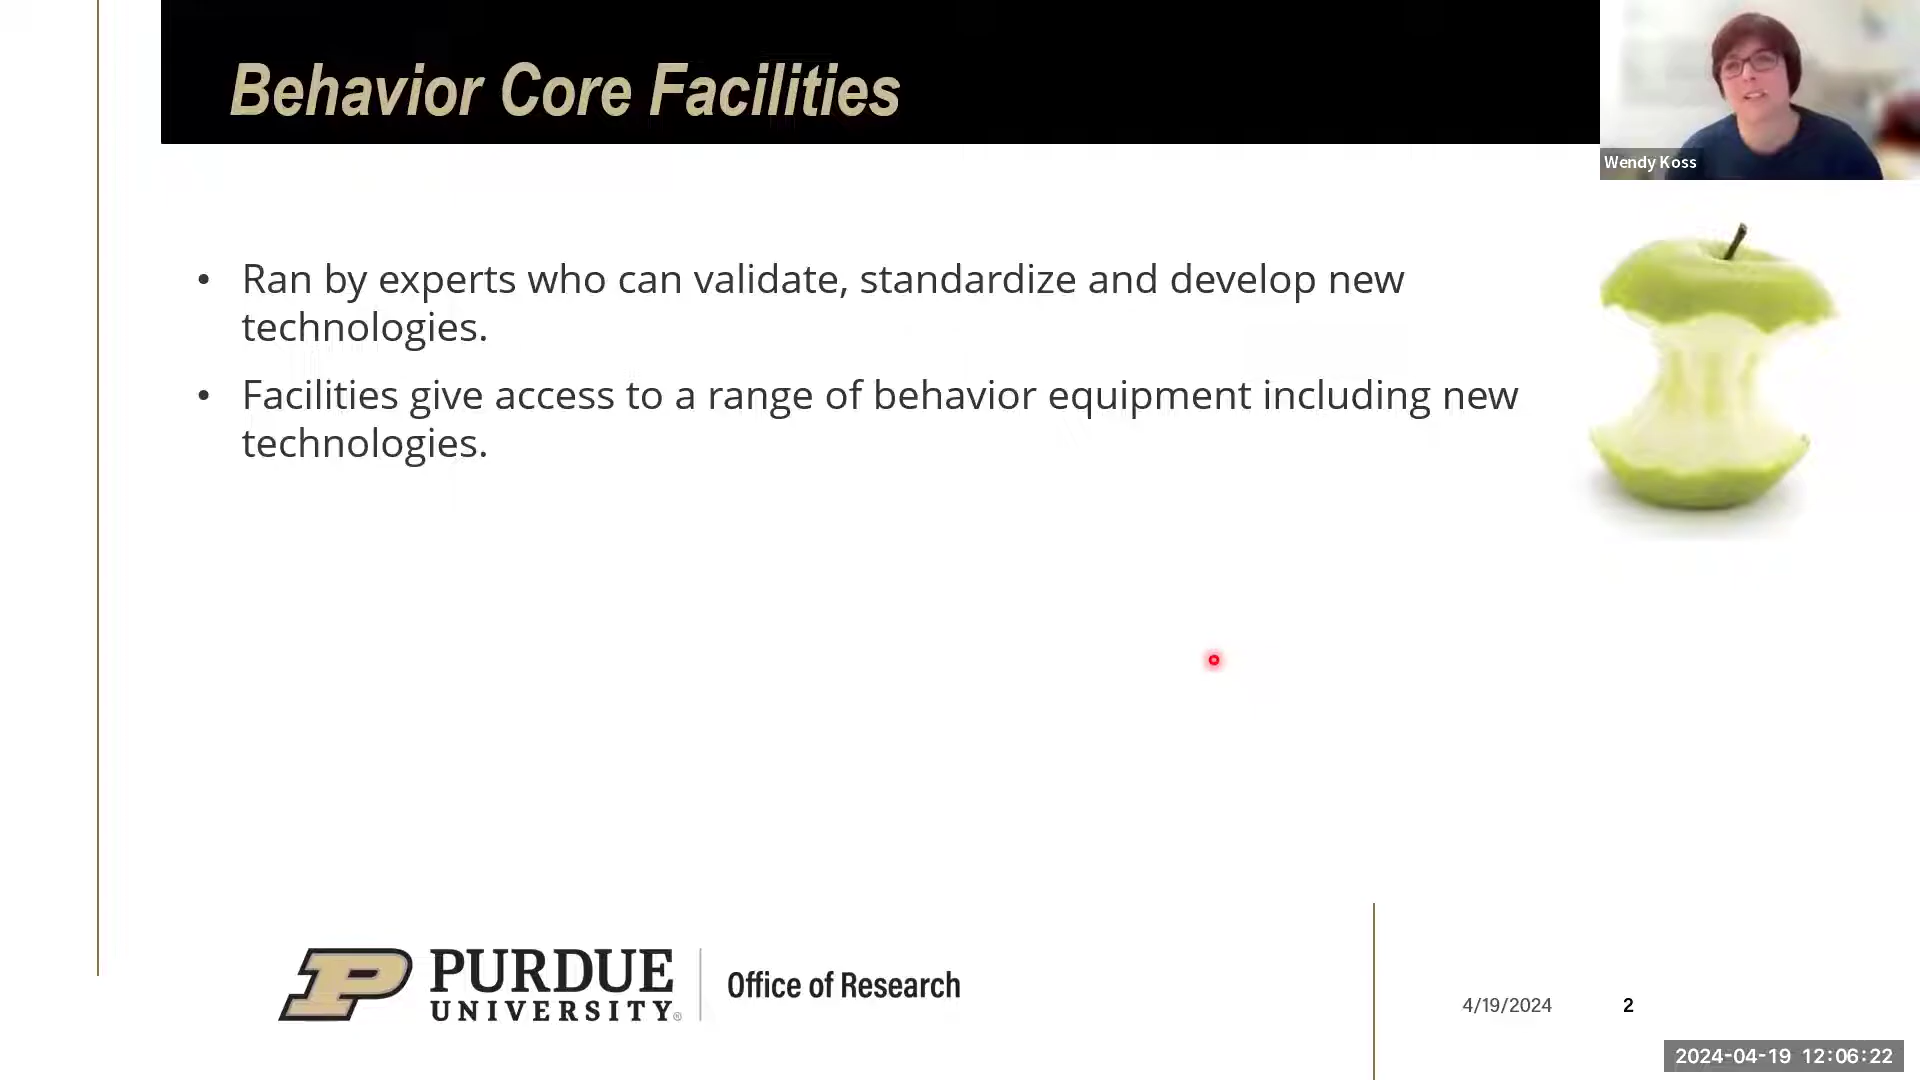 Behavior Core Facilities
Wendy Koss
• Ran by experts who can validate, standardize and develop new
technologies.
• Facilities give access to a range of behavior equipment including new
technologies.
P PURDUE
UNIVERSITY®
Office of Research
4/19/2024
2
2024-04-19 12:06:22